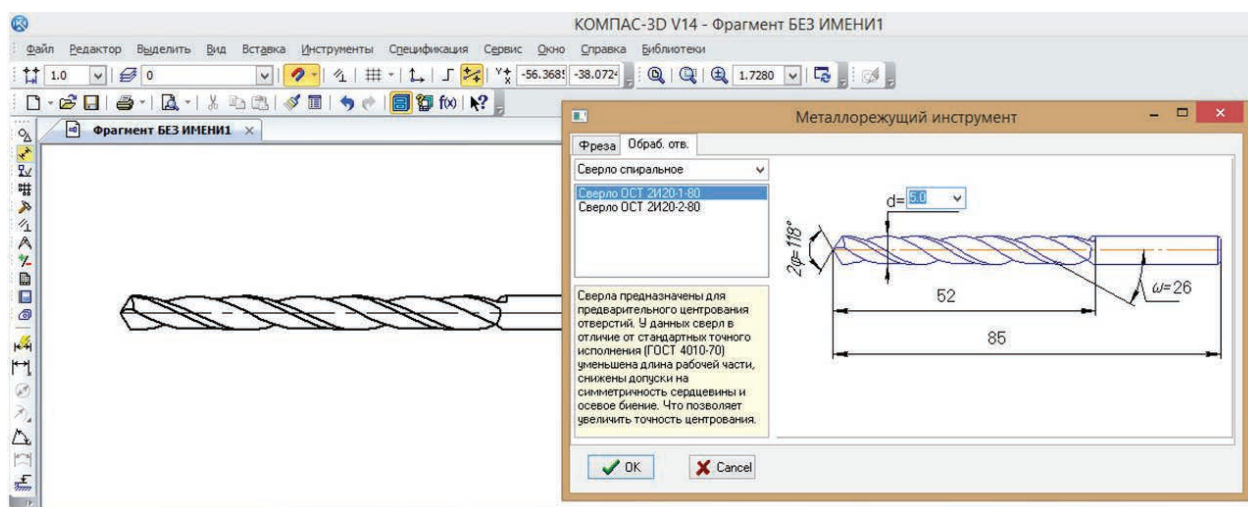 КОМПАС-3D V14 - Фрагмент БЕЗ ИМЕНИ1
Файл Редактор Выделить Вид Вставка Инструменты Спецификация Сервис Окно Справка Библиотеки
1.0 0 -56.368! -38.072 1.7280
f(x)
Фрагмент БЕЗ ИМЕНИ1
Металлорежущий инструмент
Фреза Обраб. отв.
Сверло спиральное
Сверло ОСТ 2И20-1-80
Сверло ОСТ 2И20-2-80
Сверла предназначены для
предварительного центрования
отверстий. У данных сверл в
отличие от стандартных точного
исполнения (ГОСТ 4010-70)
уменьшена длина рабочей части,
снижены допуски на
симметричность сердцевины и
осевое биение. Что позволяет
увеличить точность центрования.
d= 5.0
2φ=118°
ω=26
52
85
OK Cancel